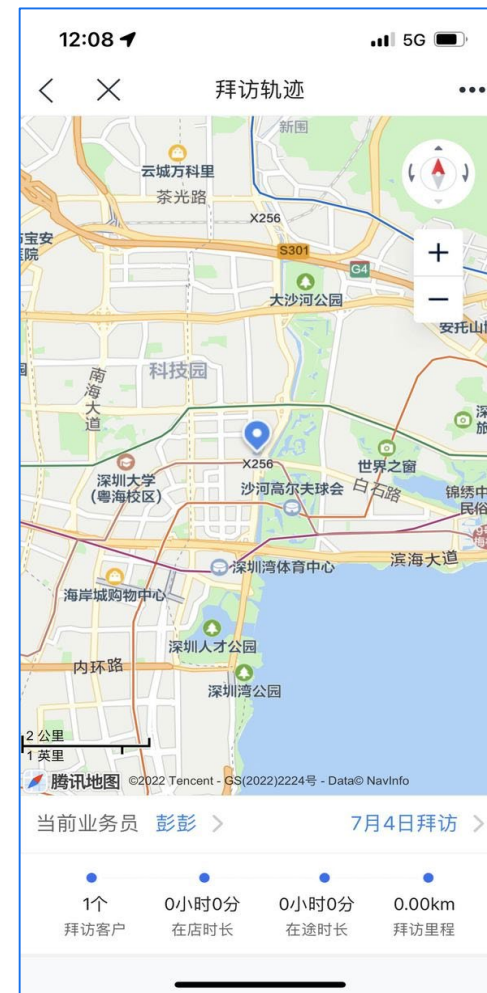 12:08
5G
拜访轨迹
新围
云城万科里
茶光路
X256
宝安
医院
S301
G4
大沙河公园
安托山
科技园
南海大道
X256
世界之窗
深圳大学
(粤海校区)
沙河高尔夫球会
白石路
锦绣中
民俗
深圳湾体育中心
滨海大道
海岸城购物中心
深圳人才公园
内环路
深圳湾公园
2 公里
1 英里
腾讯地图 ©2022 Tencent - GS(2022)2224号 - Data© NavInfo
当前业务员 彭彭
7月4日拜访
1个 0小时0分 0小时0分 0.00km
拜访客户 在店时长 在途时长 拜访里程